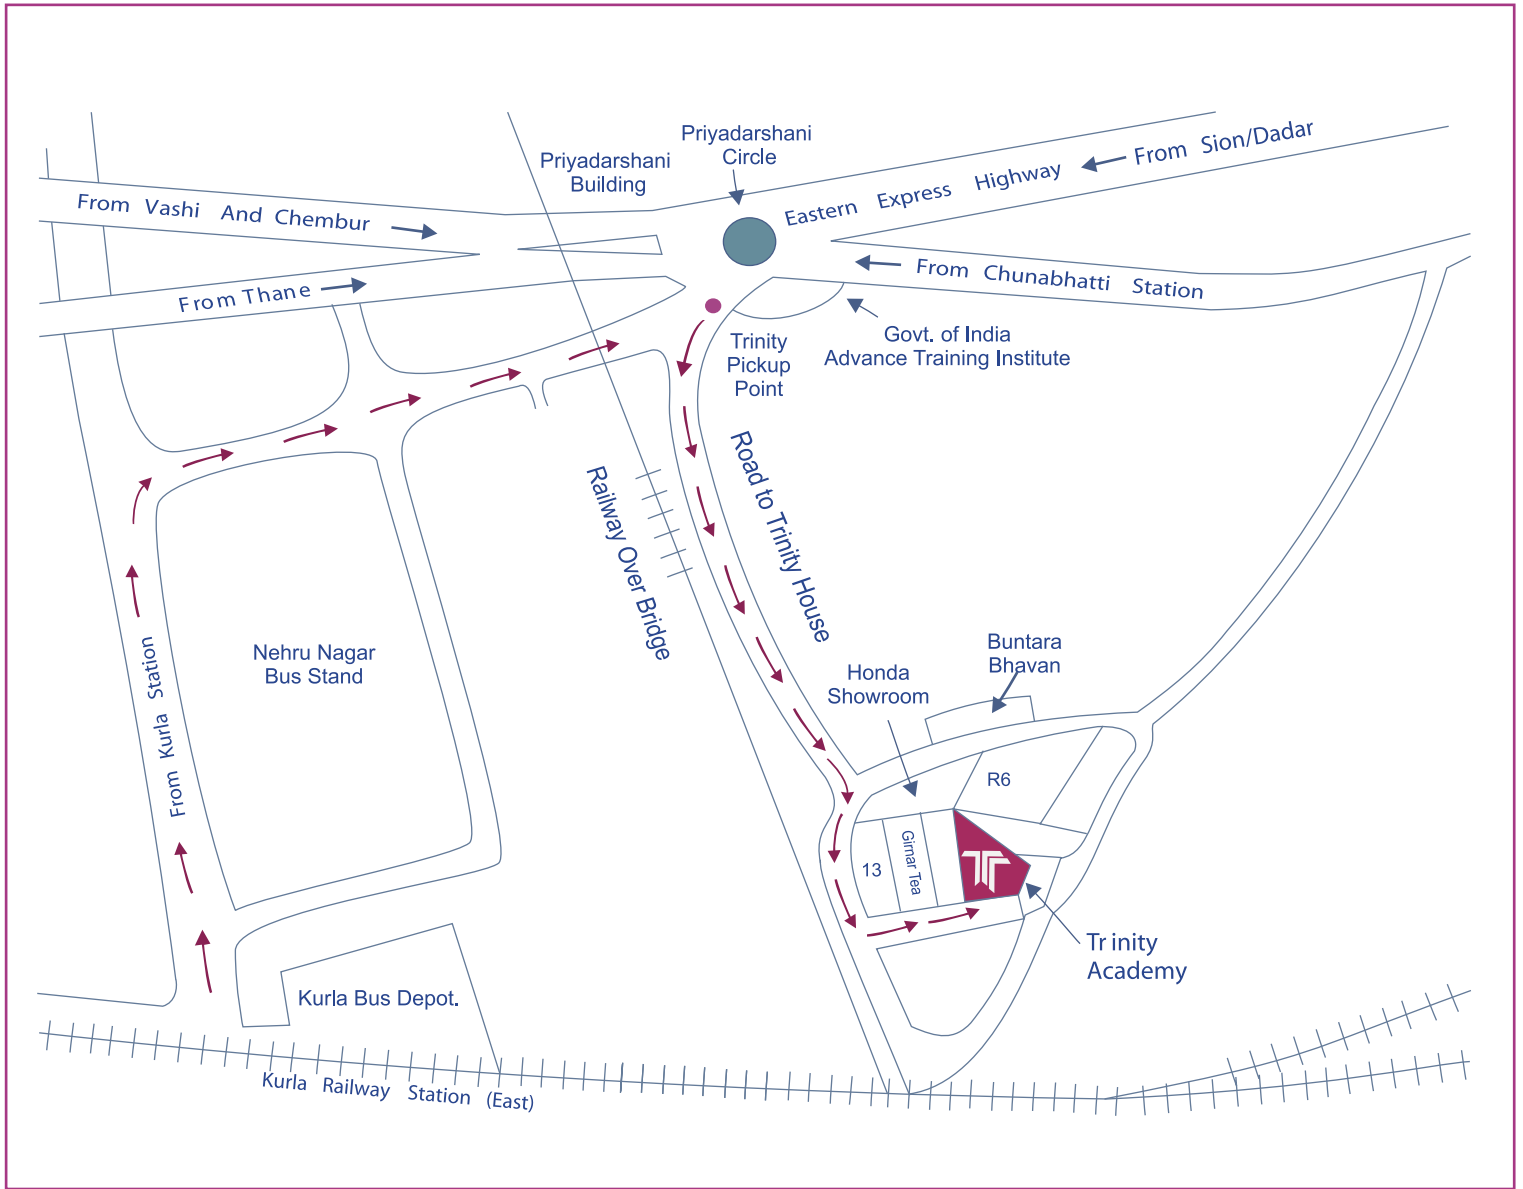 Priyadarshani
Circle
Priyadarshani
Building
From Sion/Dadar
Eastern Express Highway
From Vashi And Chembur
From Thane
From Chunabhatti Station
Govt. of India
Advance Training Institute
Trinity
Pickup
Point
Road to Trinity House
Railway Over Bridge
Nehru Nagar
Bus Stand
From Kurla Station
Buntara
Bhavan
Honda
Showroom
R6
13
Girnar Tea
Tr inity
Academy
Kurla Bus Depot.
Kurla Railway Station (East)